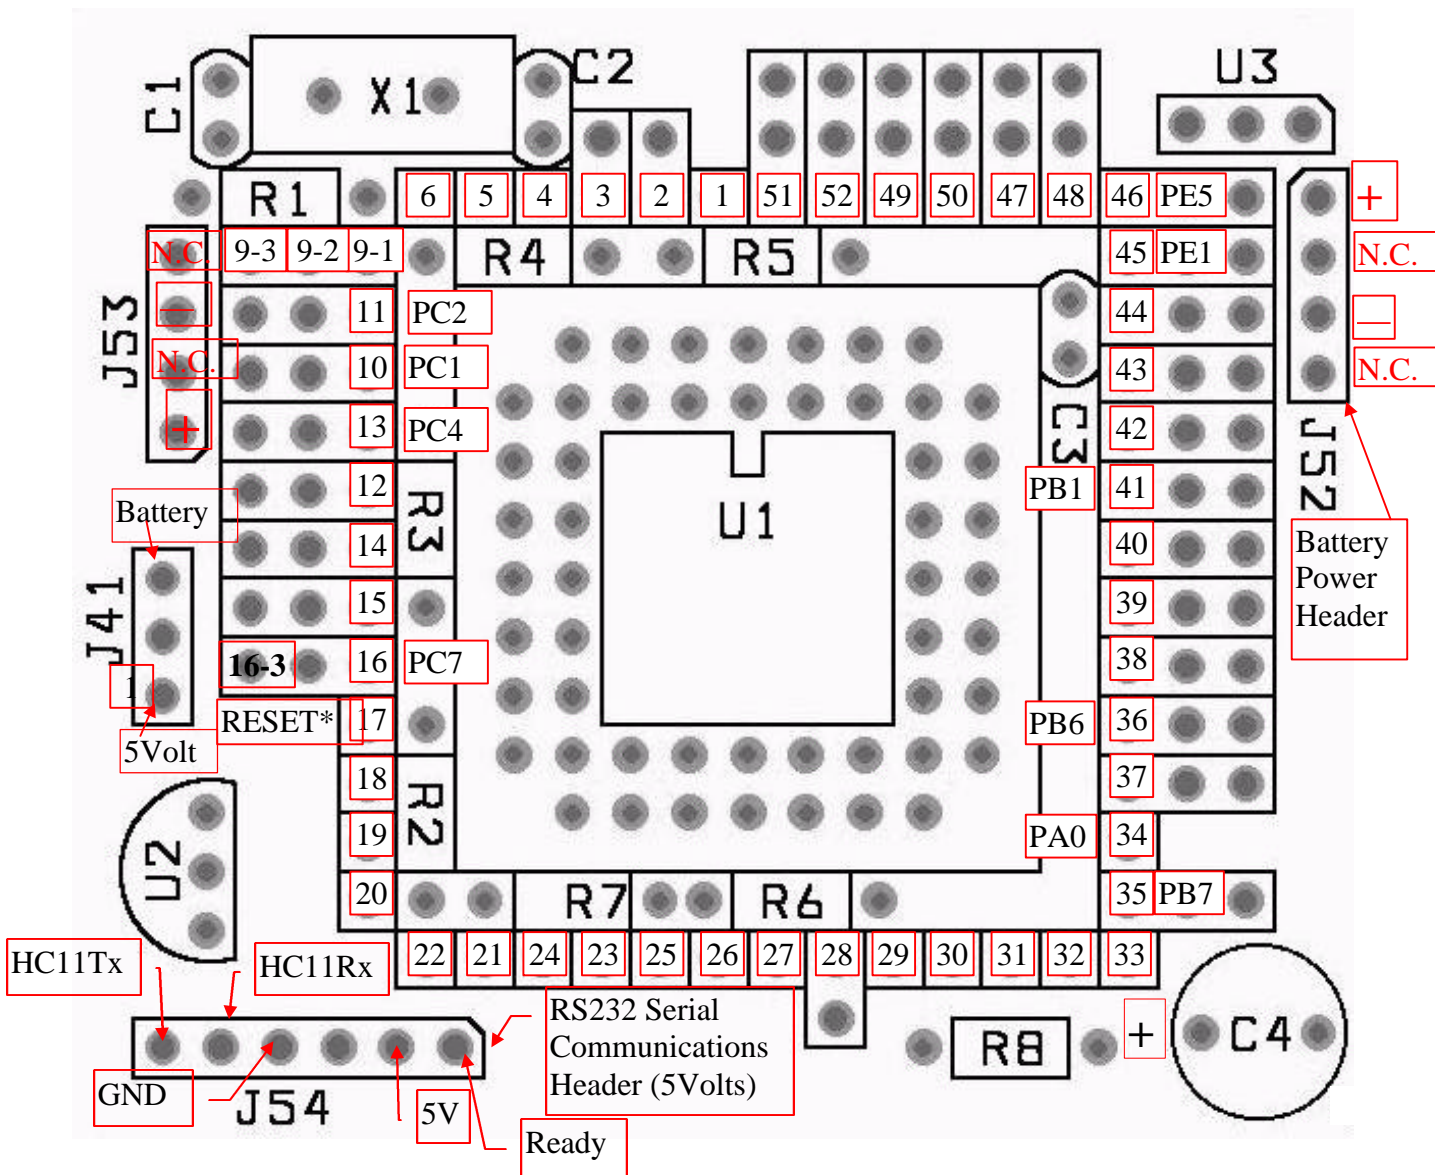 C1
X1
C2
U3
R1
6
5
4
3
2
1
51
52
49
50
47
48
46
PE5
+
N.C.
9-3
9-2
9-1
R4
R5
45
PE1
N.C.
J53
—
11
PC2
44
—
N.C.
10
PC1
43
N.C.
+
13
PC4
C3
42
J52
Battery
12
R3
U1
PB1
41
14
40
Battery
Power
Header
J41
15
39
1
16-3
16
PC7
38
5Volt
RESET*
17
PB6
36
18
R2
37
U2
19
PA0
34
20
R7
R6
35
PB7
HC11Tx
HC11Rx
22
21
24
23
25
26
27
28
29
30
31
32
33
RS232 Serial
Communications
Header (5Volts)
R8
+
C4
GND
J54
5V
Ready